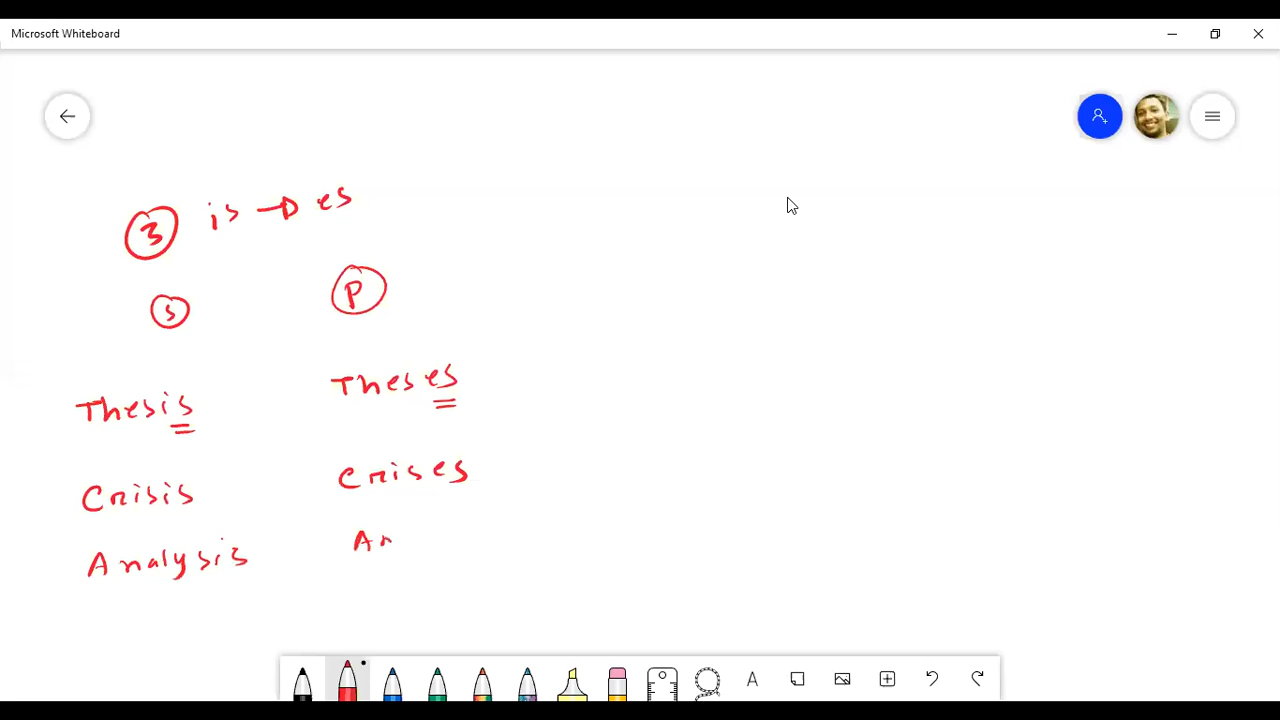 Microsoft Whiteboard
3 is → es
S P
Thesis Theses
Crisis Crises
Analysis An
A